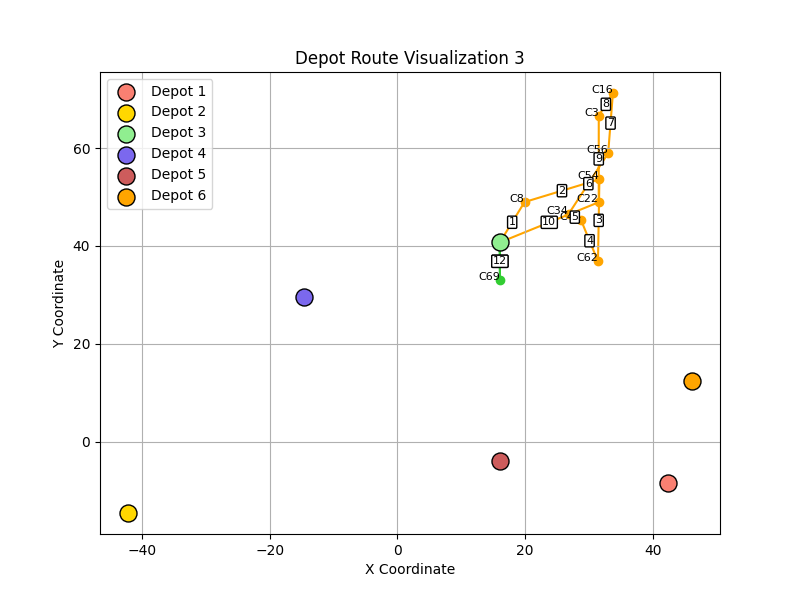 Depot Route Visualization 3
Depot 1
Depot 2
Depot 3
Depot 4
Depot 5
Depot 6
C16
8
C3
7
C56
9
C54
6
2
C8
C22
C34
5
3
1
10
4
C62
12
C69
60
40
20
0
−40
−20
0
20
40
Y Coordinate
X Coordinate